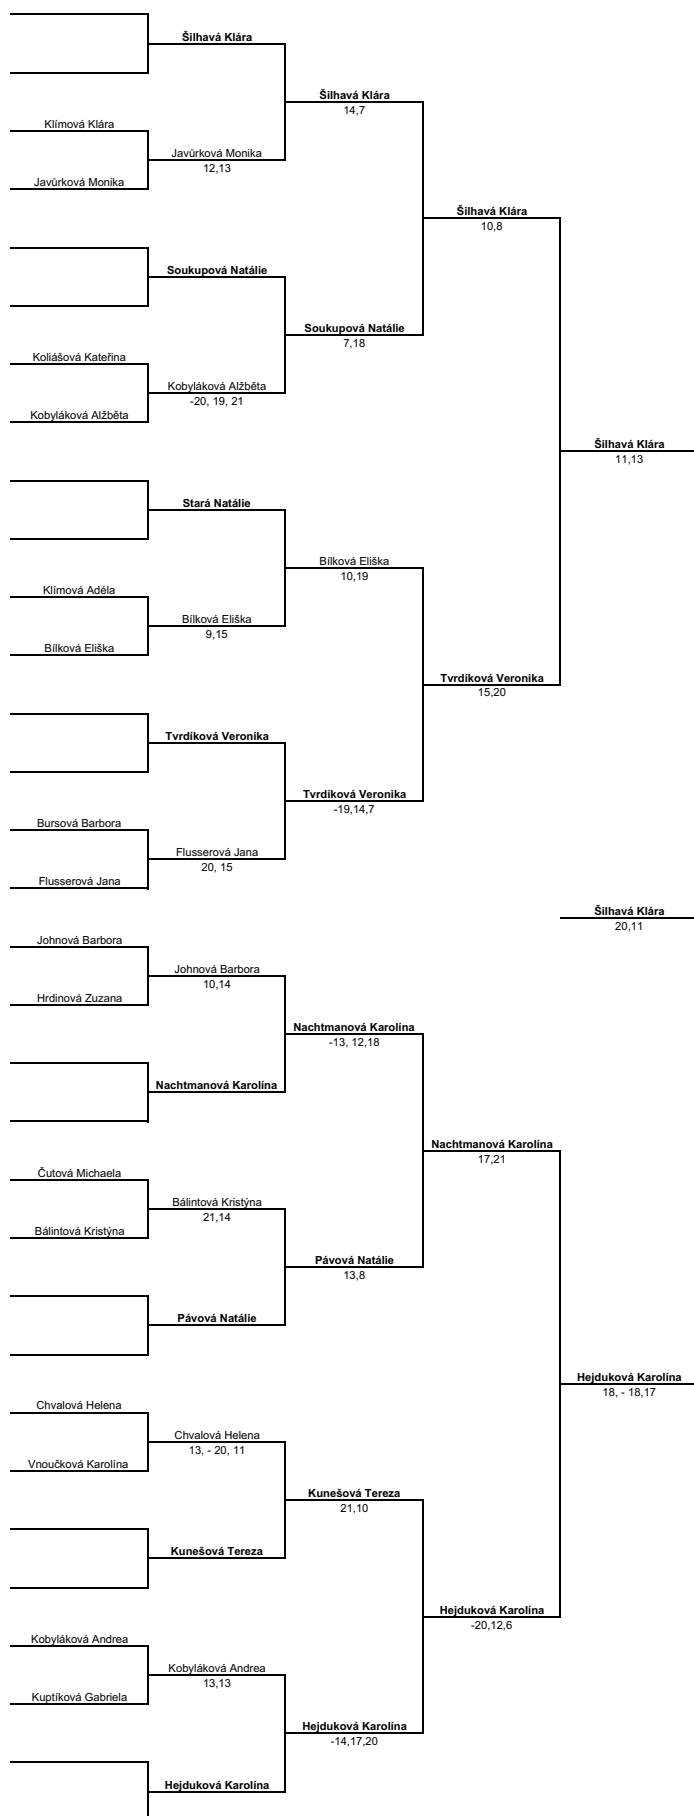 Šilhavá Klára
Šilhavá Klára
14,7
Klímová Klára
Javůrková Monika
12,13
Javůrková Monika
Šilhavá Klára
10,8
Soukupová Natálie
Soukupová Natálie
7,18
Koliášová Kateřina
Kobyláková Alžběta
-20, 19, 21
Kobyláková Alžběta
Šilhavá Klára
11,13
Stará Natálie
Bílková Eliška
10,19
Klímová Adéla
Bílková Eliška
9,15
Bílková Eliška
Tvrdíková Veronika
15,20
Tvrdíková Veronika
Tvrdíková Veronika
-19,14,7
Bursová Barbora
Flusserová Jana
20, 15
Flusserová Jana
Šilhavá Klára
20,11
Johnová Barbora
Johnová Barbora
10,14
Hrdinová Zuzana
Nachtmanová Karolína
-13, 12,18
Nachtmanová Karolína
Nachtmanová Karolína
17,21
Čutová Michaela
Bálintová Kristýna
21,14
Bálintová Kristýna
Pávová Natálie
13,8
Pávová Natálie
Hejduková Karolína
18, - 18,17
Chvalová Helena
Chvalová Helena
13, - 20, 11
Vnoučková Karolína
Kunešová Tereza
21,10
Kunešová Tereza
Hejduková Karolína
-20,12,6
Kobyláková Andrea
Kobyláková Andrea
13,13
Kuptíková Gabriela
Hejduková Karolína
-14,17,20
Hejduková Karolína